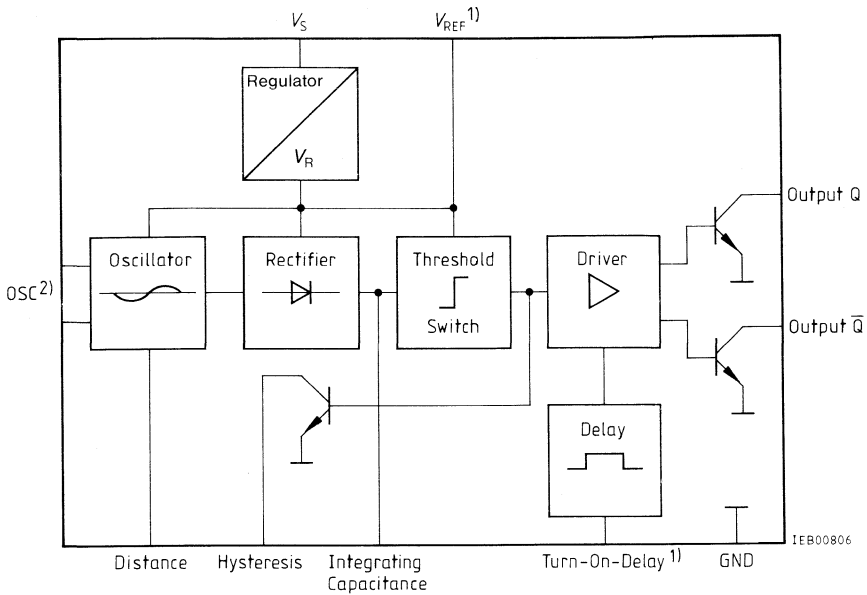 V_S
V_REF 1)
Regulator
V_R
Output Q
Oscillator
Rectifier
Threshold
Switch
Driver
OSC 2)
Output Q̅
Delay
IEB00806
Distance
Hysteresis
Integrating
Capacitance
Turn-On-Delay 1)
GND